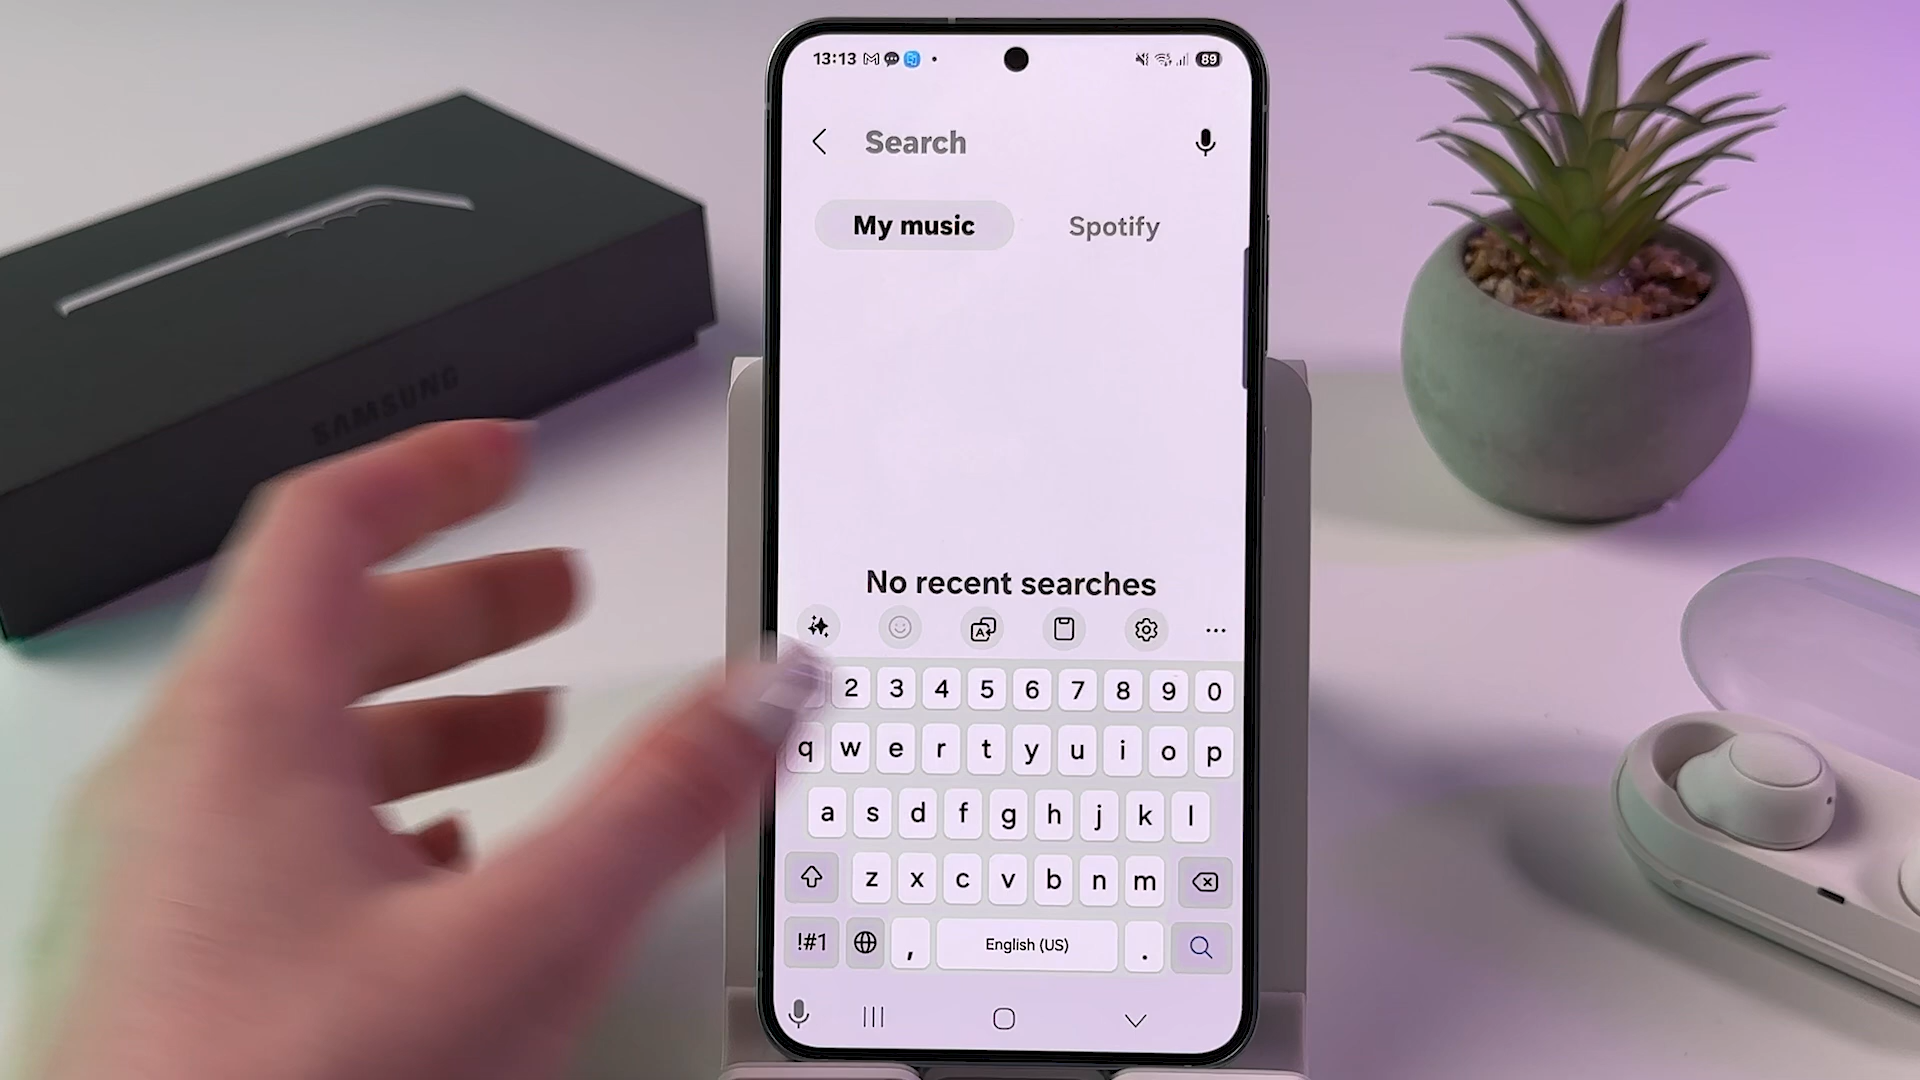 13:13
89
Search
My music
Spotify
SAMSUNG
No recent searches
2 3 4 5 6 7 8 9 0
q w e r t y u i o p
a s d f g h j k l
z x c v b n m
!#1 , English (US) .